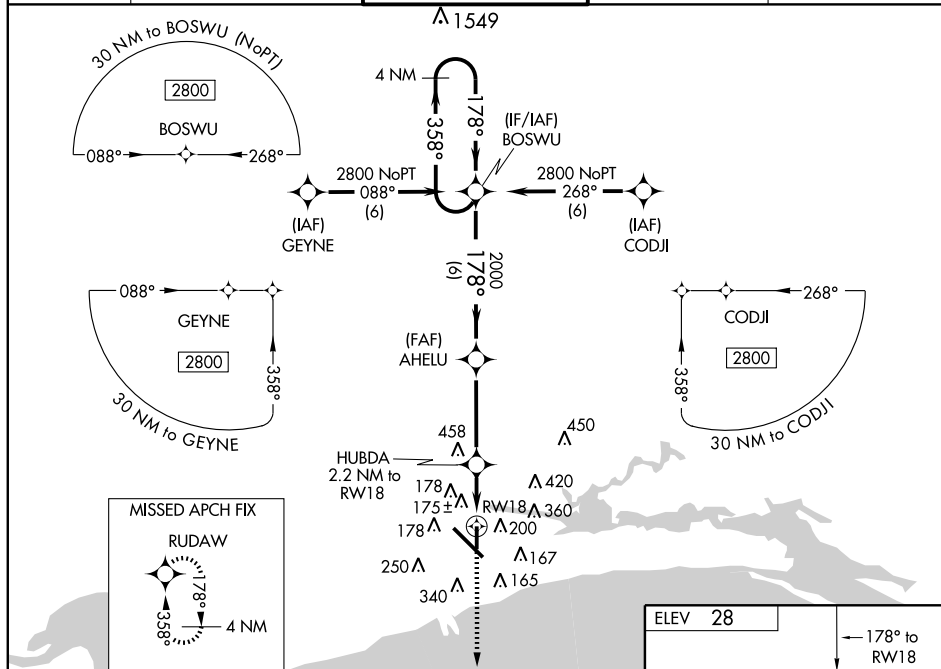 1549
30 NM to BOSWU (NoPT)
2800
BOSWU
088°
268°
4 NM
358°
178°
(IF/IAF)
BOSWU
2800 NoPT
088°
(6)
2800 NoPT
268°
(6)
(IAF)
GEYNE
(IAF)
CODJI
2000
178°
(6)
088°
GEYNE
2800
358°
30 NM to GEYNE
268°
CODJI
2800
358°
30 NM to CODJI
(FAF)
AHELU
458
450
HUBDA
2.2 NM to
RW18
420
178
175±
RW18
360
178
200
167
250
165
340
MISSED APCH FIX
RUDAW
178°
358°
4 NM
ELEV 28
178° to
RW18